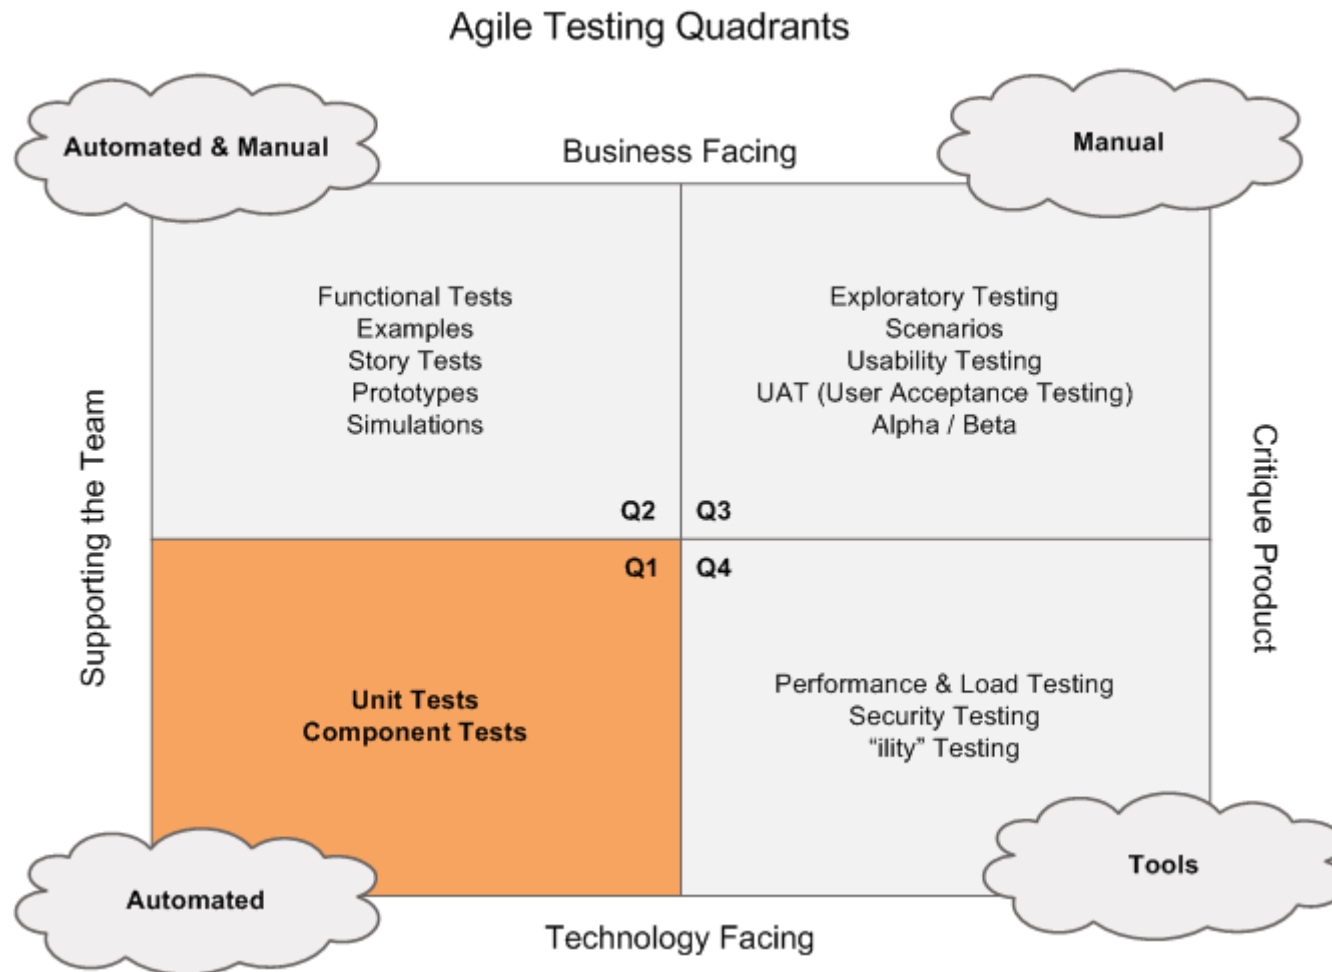 Agile Testing Quadrants
Automated & Manual
Business Facing
Manual
Functional Tests
Examples
Story Tests
Prototypes
Simulations
Q2
Exploratory Testing
Scenarios
Usability Testing
UAT (User Acceptance Testing)
Alpha / Beta
Q3
Supporting the Team
Critique Product
Q1
Unit Tests
Component Tests
Q4
Performance & Load Testing
Security Testing
“ility” Testing
Automated
Technology Facing
Tools